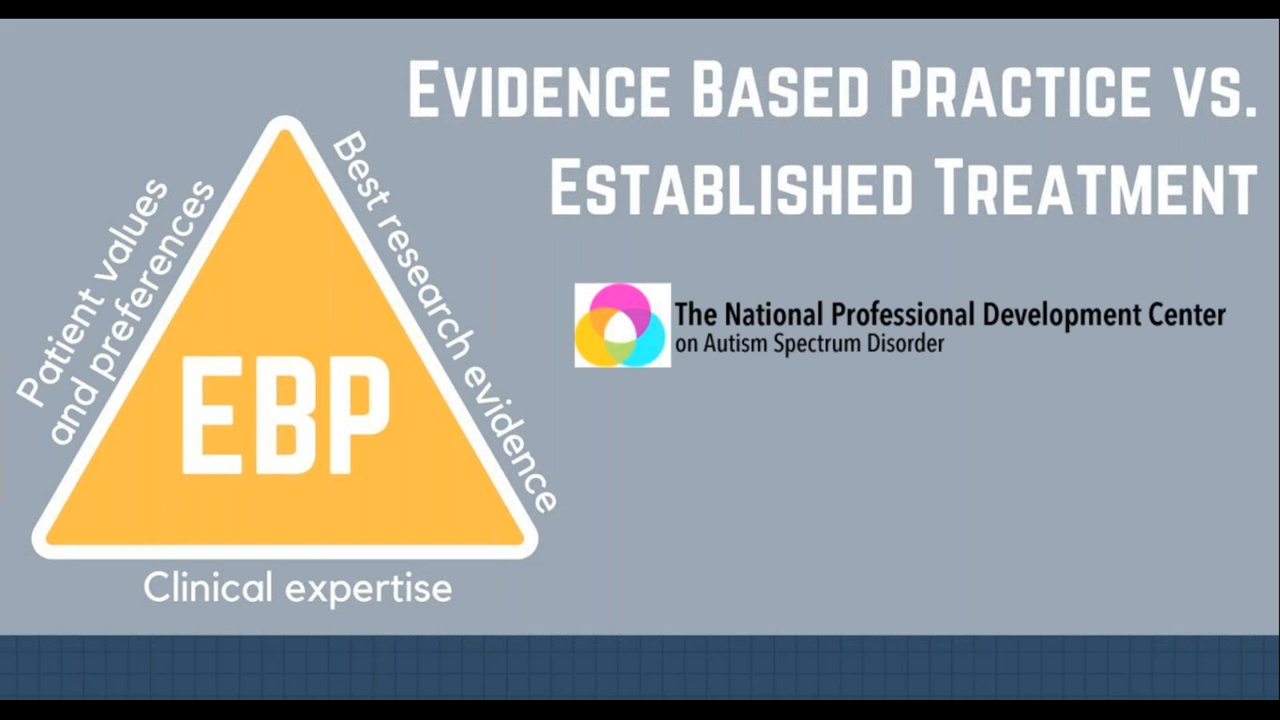 EVIDENCE BASED PRACTICE VS.
ESTABLISHED TREATMENT
Patient values
and preferences
Best research evidence
EBP
Clinical expertise
The National Professional Development Center
on Autism Spectrum Disorder